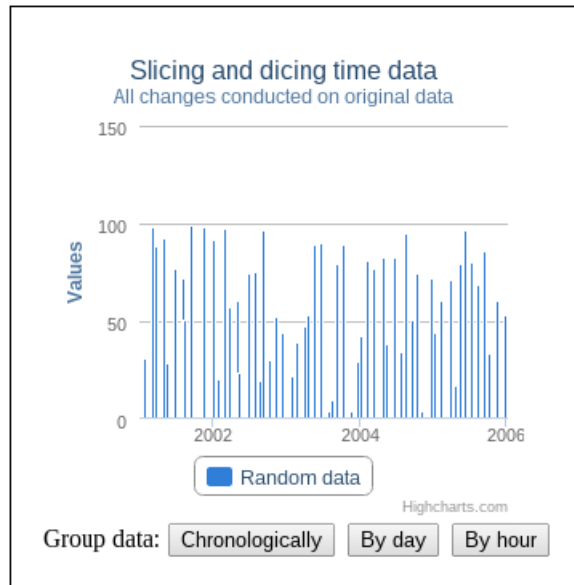 Slicing and dicing time data
All changes conducted on original data
150
100
50
0
Values
2002 2004 2006
Random data
Highcharts.com
Group data: Chronologically By day By hour